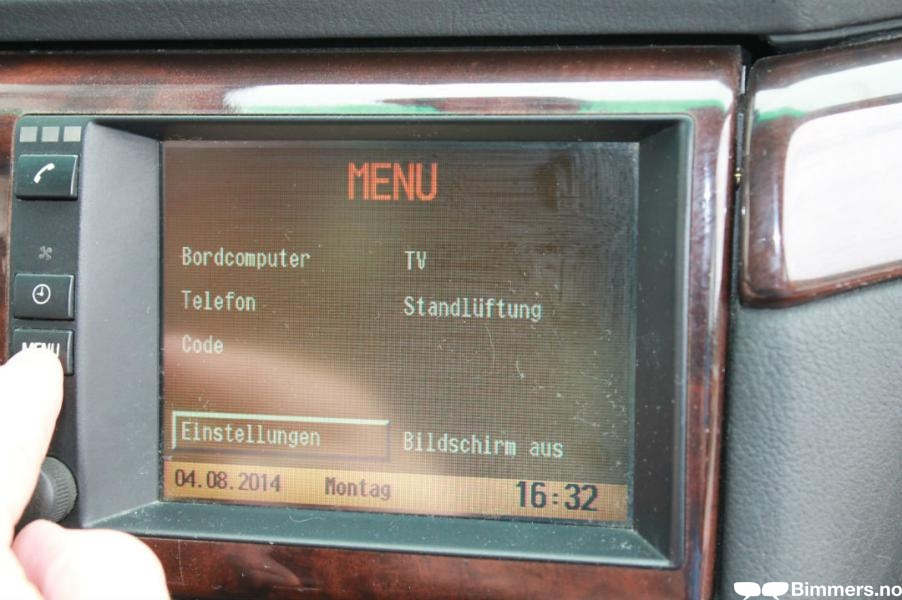 MENU
Bordcomputer TV
Telefon Standlüftung
Code
MENU
Einstellungen Bildschirm aus
04.08.2014 Montag 16:32
Bimmers.no